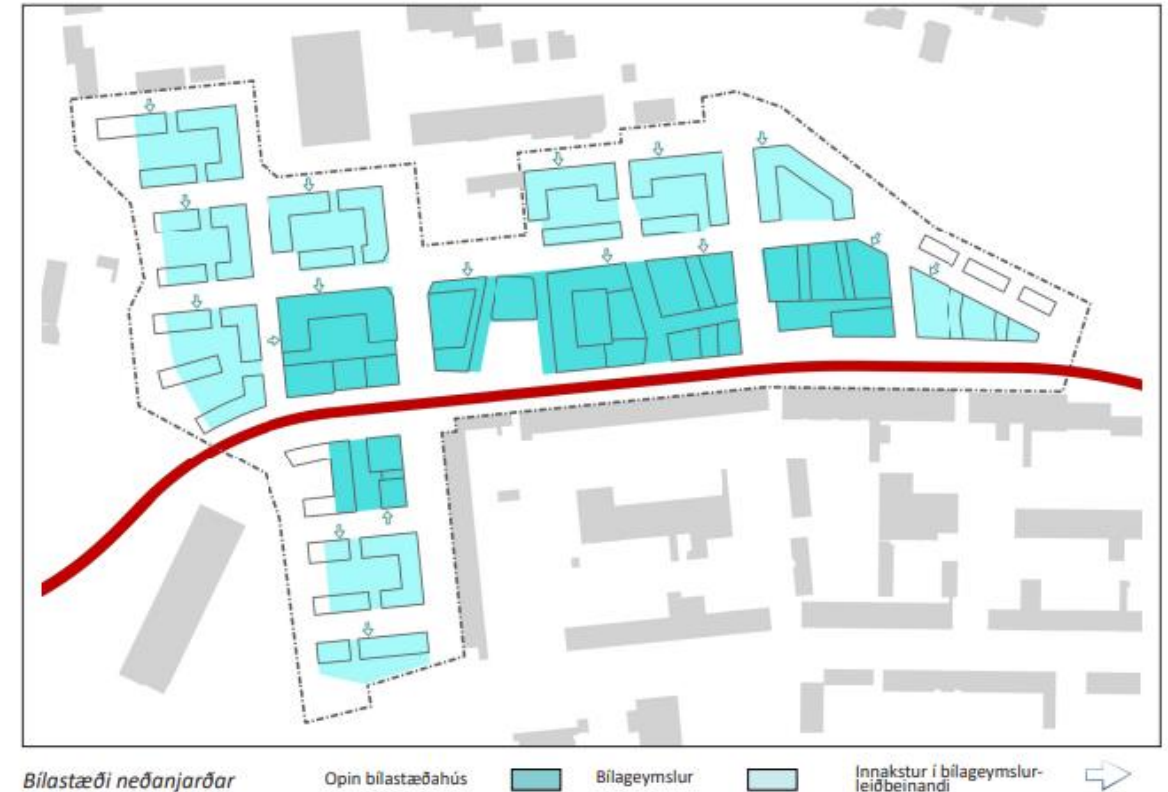 Bílastæði neðanjarðar
Opin bílastæðahús
Bílageymslur
Innakstur í bílageymslur-
leiðbeinandi